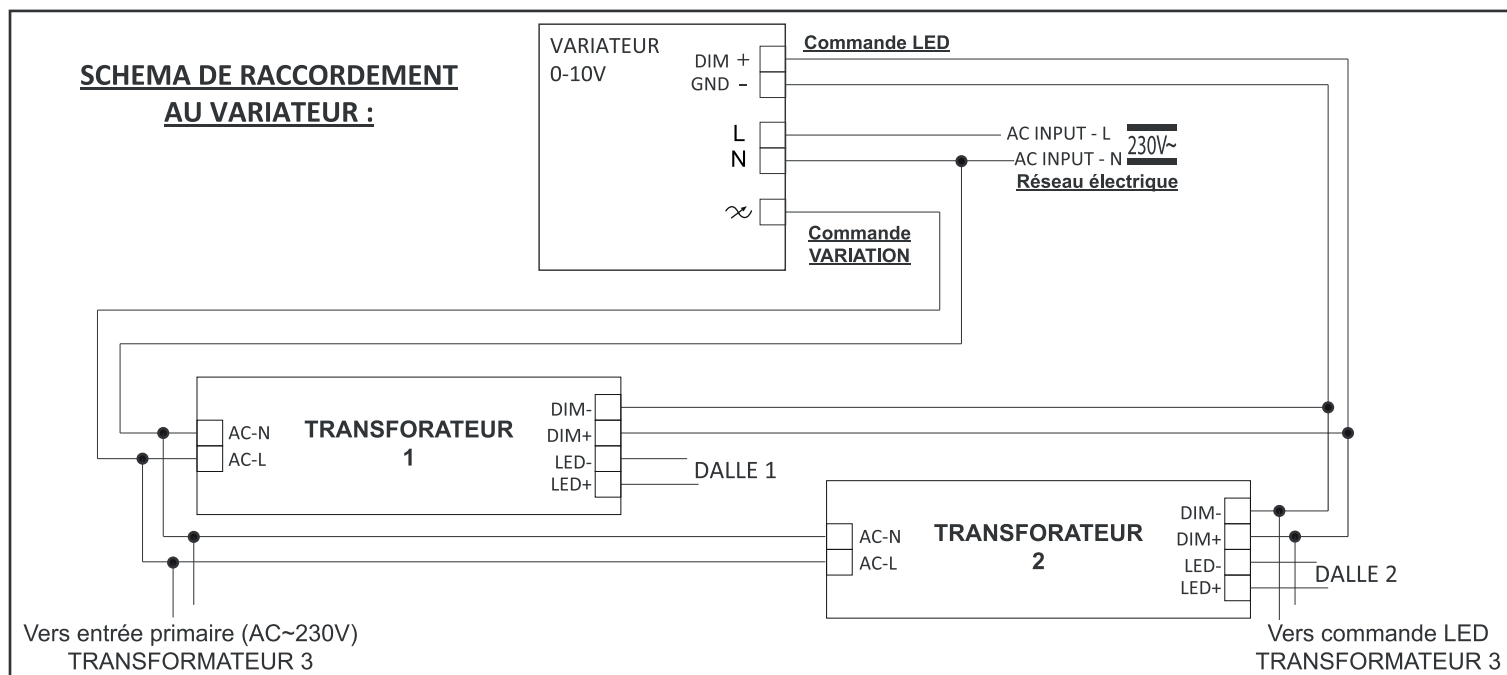 SCHEMA DE RACCORDEMENT
AU VARIATEUR :
VARIATEUR
0-10V
DIM +
GND -
L
N
Commande LED
AC INPUT - L
AC INPUT - N
230V~
Réseau électrique
Commande
VARIATION
AC-N
AC-L
TRANSFORATEUR
1
DIM-
DIM+
LED-
LED+
DALLE 1
AC-N
AC-L
TRANSFORATEUR
2
DIM-
DIM+
LED-
LED+
DALLE 2
Vers entrée primaire (AC~230V)
TRANSFORMATEUR 3
Vers commande LED
TRANSFORMATEUR 3